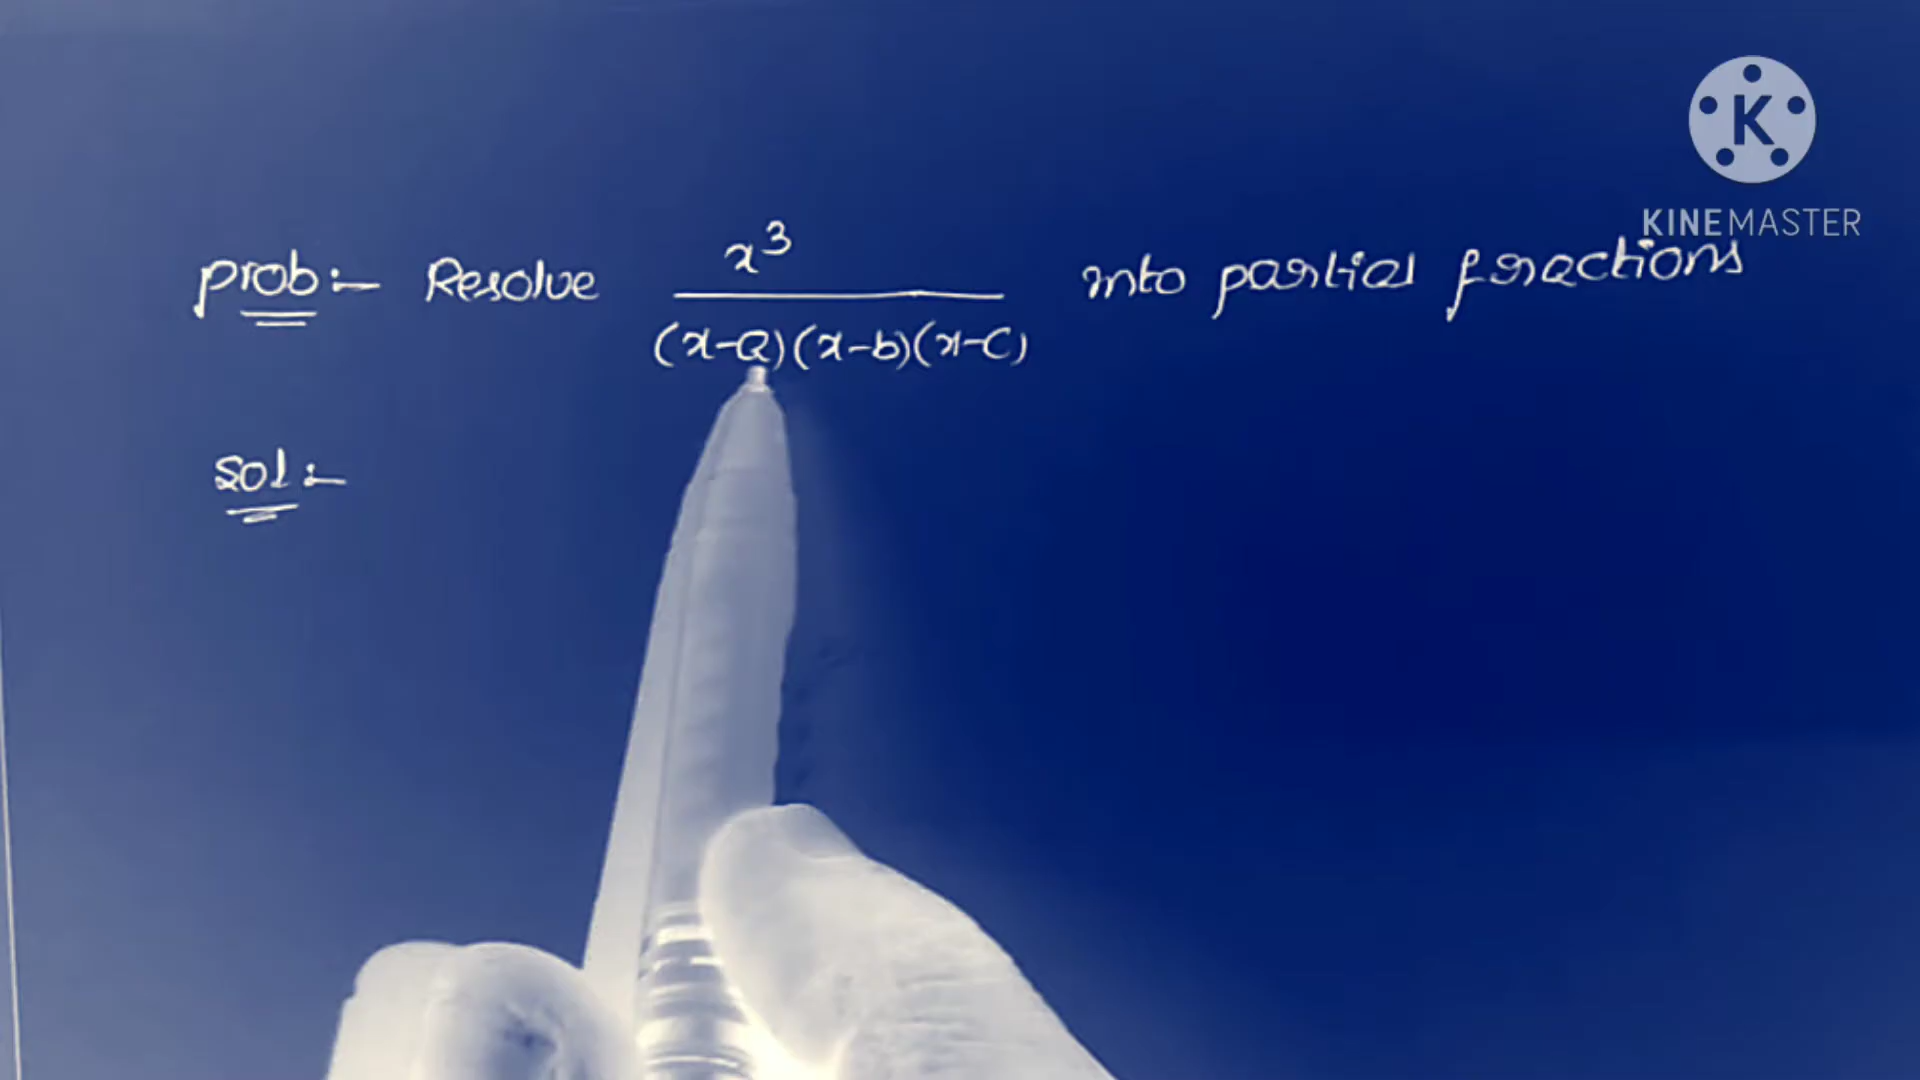 K
KINEMASTER
prob:- Resolve x³ / (x-a)(x-b)(x-c) into partial fractions
sol:-